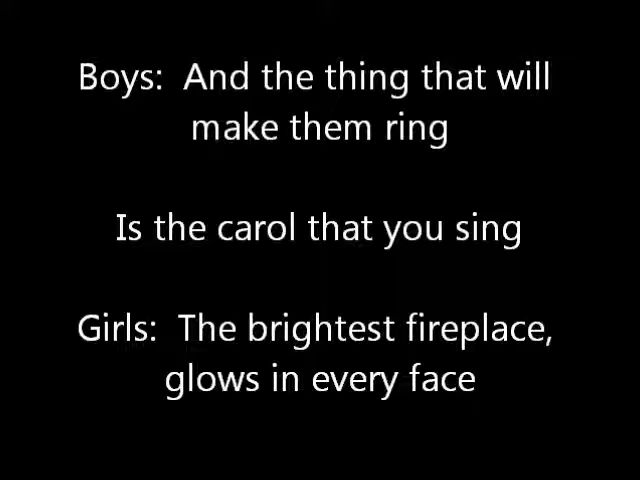 Boys:  And the thing that will
make them ring
Is the carol that you sing
Girls:  The brightest fireplace,
glows in every face